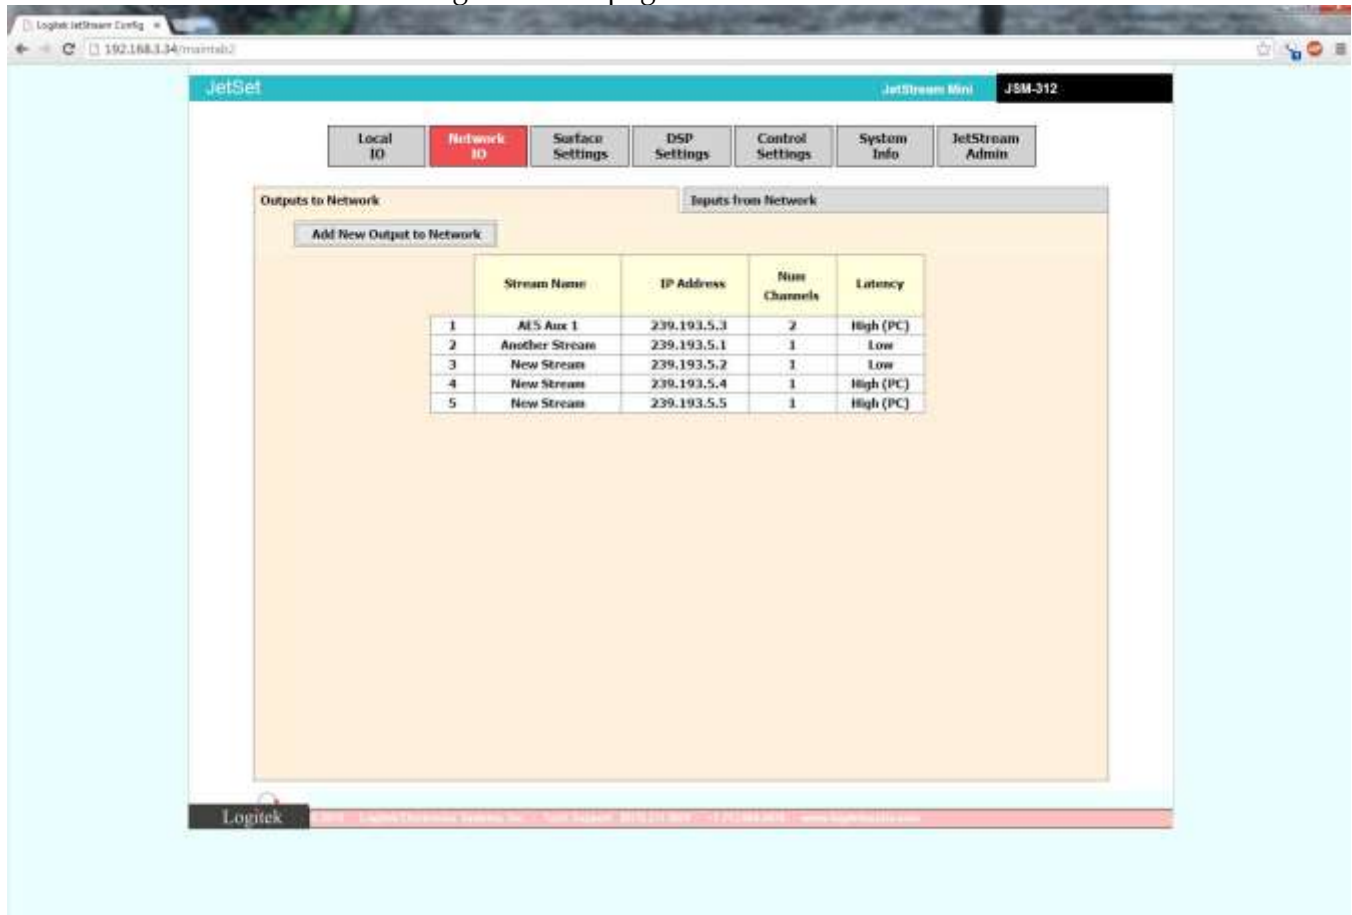 Logitek JetStream Config
192.168.3.34/maintab2
JetSet
JetStream Mini
JSM-312
Local IO
Network IO
Surface Settings
DSP Settings
Control Settings
System Info
JetStream Admin
Outputs to Network
Inputs from Network
Add New Output to Network
Stream Name IP Address Num Channels Latency
1 AES Aux 1 239.193.5.3 2 High (PC)
2 Another Stream 239.193.5.1 1 Low
3 New Stream 239.193.5.2 1 Low
4 New Stream 239.193.5.4 1 High (PC)
5 New Stream 239.193.5.5 1 High (PC)
Logitek